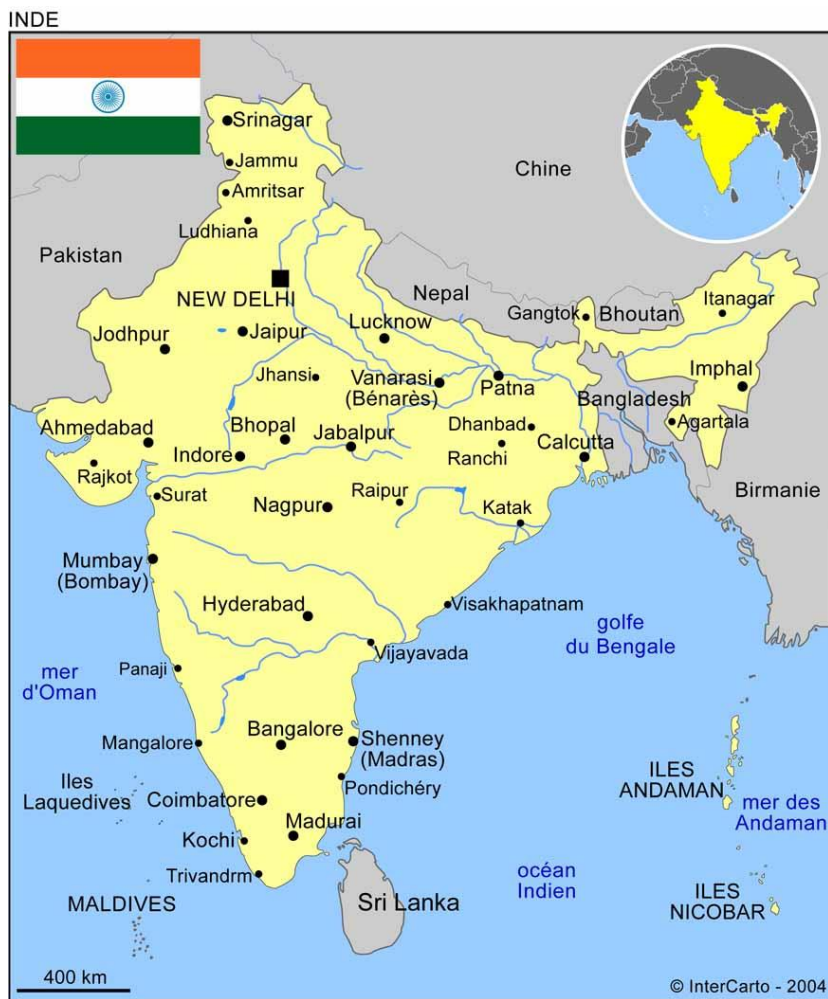 INDE
Srinagar
Jammu
Amritsar
Ludhiana
Chine
Pakistan
NEW DELHI
Nepal
Gangtok
Bhoutan
Itanagar
Jodhpur
Jaipur
Lucknow
Jhansi
Vanarasi
(Bénarès)
Patna
Bangladesh
Imphal
Ahmedabad
Bhopal
Jabalpur
Dhanbad
Agartala
Indore
Ranchi
Calcutta
Rajkot
Surat
Nagpur
Raipur
Katak
Birmanie
Mumbay
(Bombay)
Hyderabad
Visakhapatnam
golfe
du Bengale
Vijayavada
mer
d'Oman
Panaji
Mangalore
Bangalore
Shenney
(Madras)
Iles
Laquedives
Pondichéry
ILES
ANDAMAN
mer des
Andaman
Coimbatore
Kochi
Madurai
Trivandrm
océan
Indien
MALDIVES
Sri Lanka
ILES
NICOBAR
400 km
© InterCarto - 2004